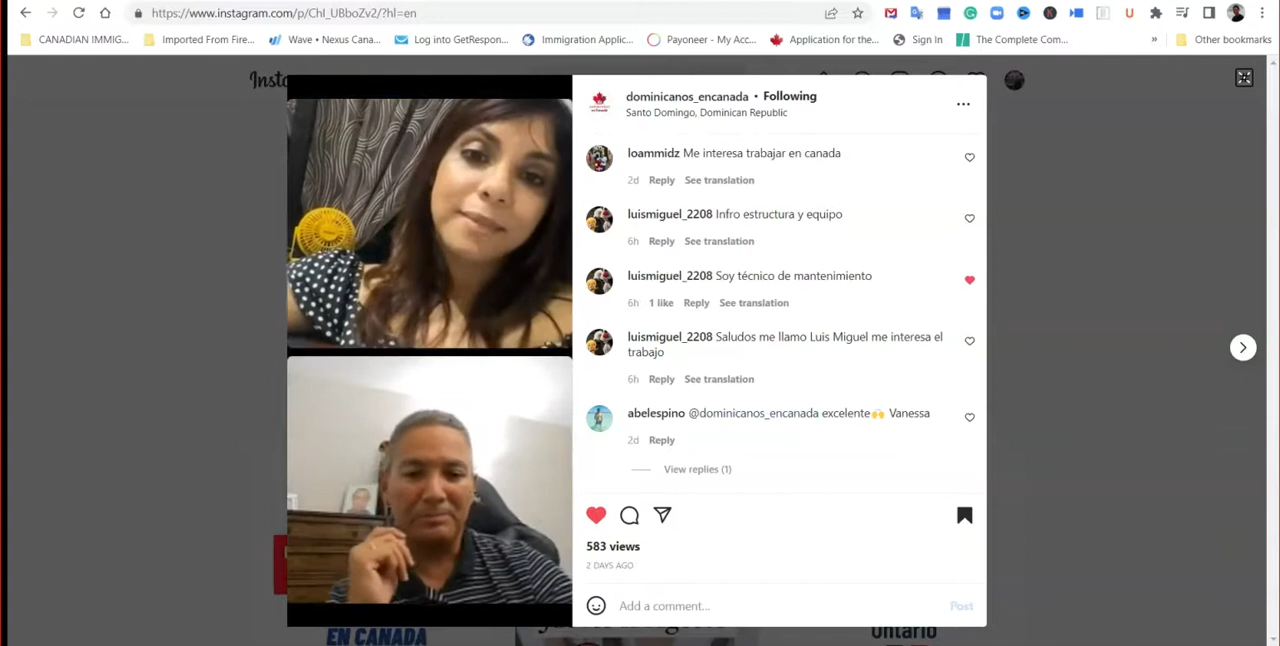 https://www.instagram.com/p/ChI_UBboZv2/?hl=en
CANADIAN IMMIG... Imported From Fire... Wave • Nexus Cana... Log into GetRespon... Immigration Applic... Payoneer - My Acc... Application for the... Sign In The Complete Com... » Other bookmarks
Insta
dominicanos_encanada • Following
Santo Domingo, Dominican Republic
loammidz Me interesa trabajar en canada
2d Reply See translation
luismiguel_2208 Infro estructura y equipo
6h Reply See translation
luismiguel_2208 Soy técnico de mantenimiento
6h 1 like Reply See translation
luismiguel_2208 Saludos me llamo Luis Miguel me interesa el
trabajo
6h Reply See translation
abelespino @dominicanos_encanada excelente🙌 Vanessa
2d Reply
View replies (1)
583 views
2 DAYS AGO
Add a comment... Post
EN CANADA
Ontario